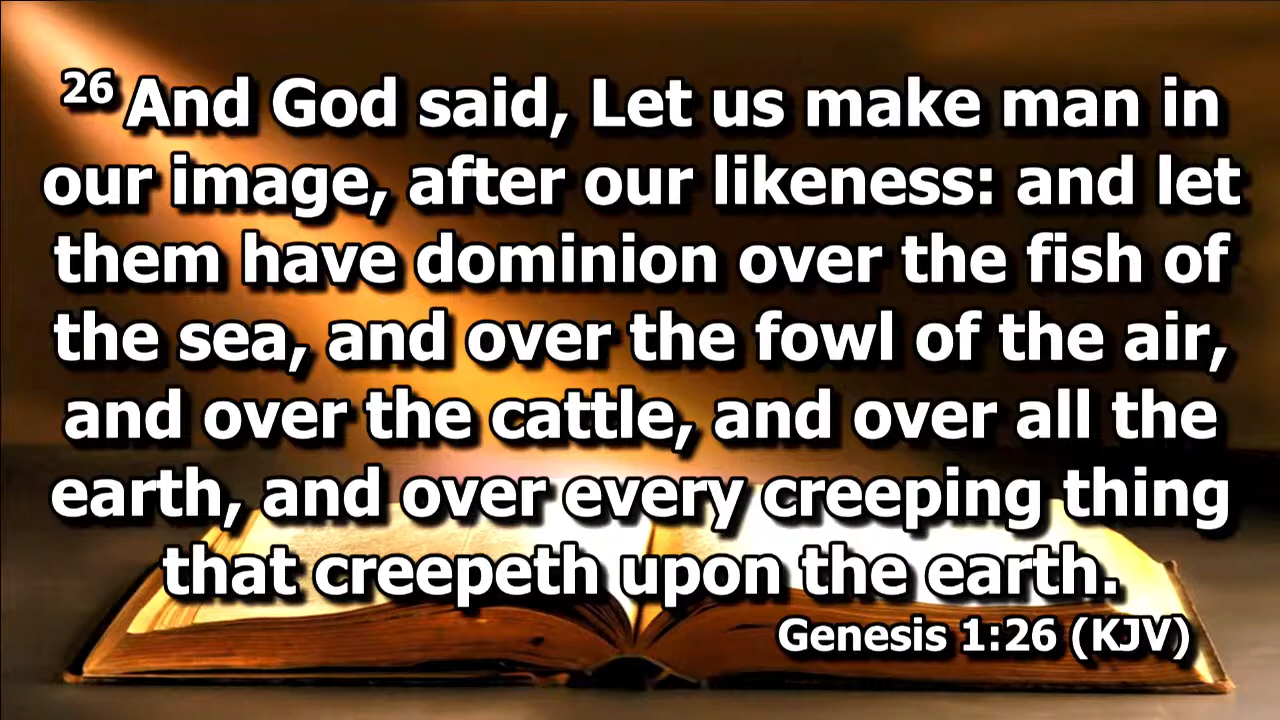 26 And God said, Let us make man in
our image, after our likeness: and let
them have dominion over the fish of
the sea, and over the fowl of the air,
and over the cattle, and over all the
earth, and over every creeping thing
that creepeth upon the earth.
Genesis 1:26 (KJV)